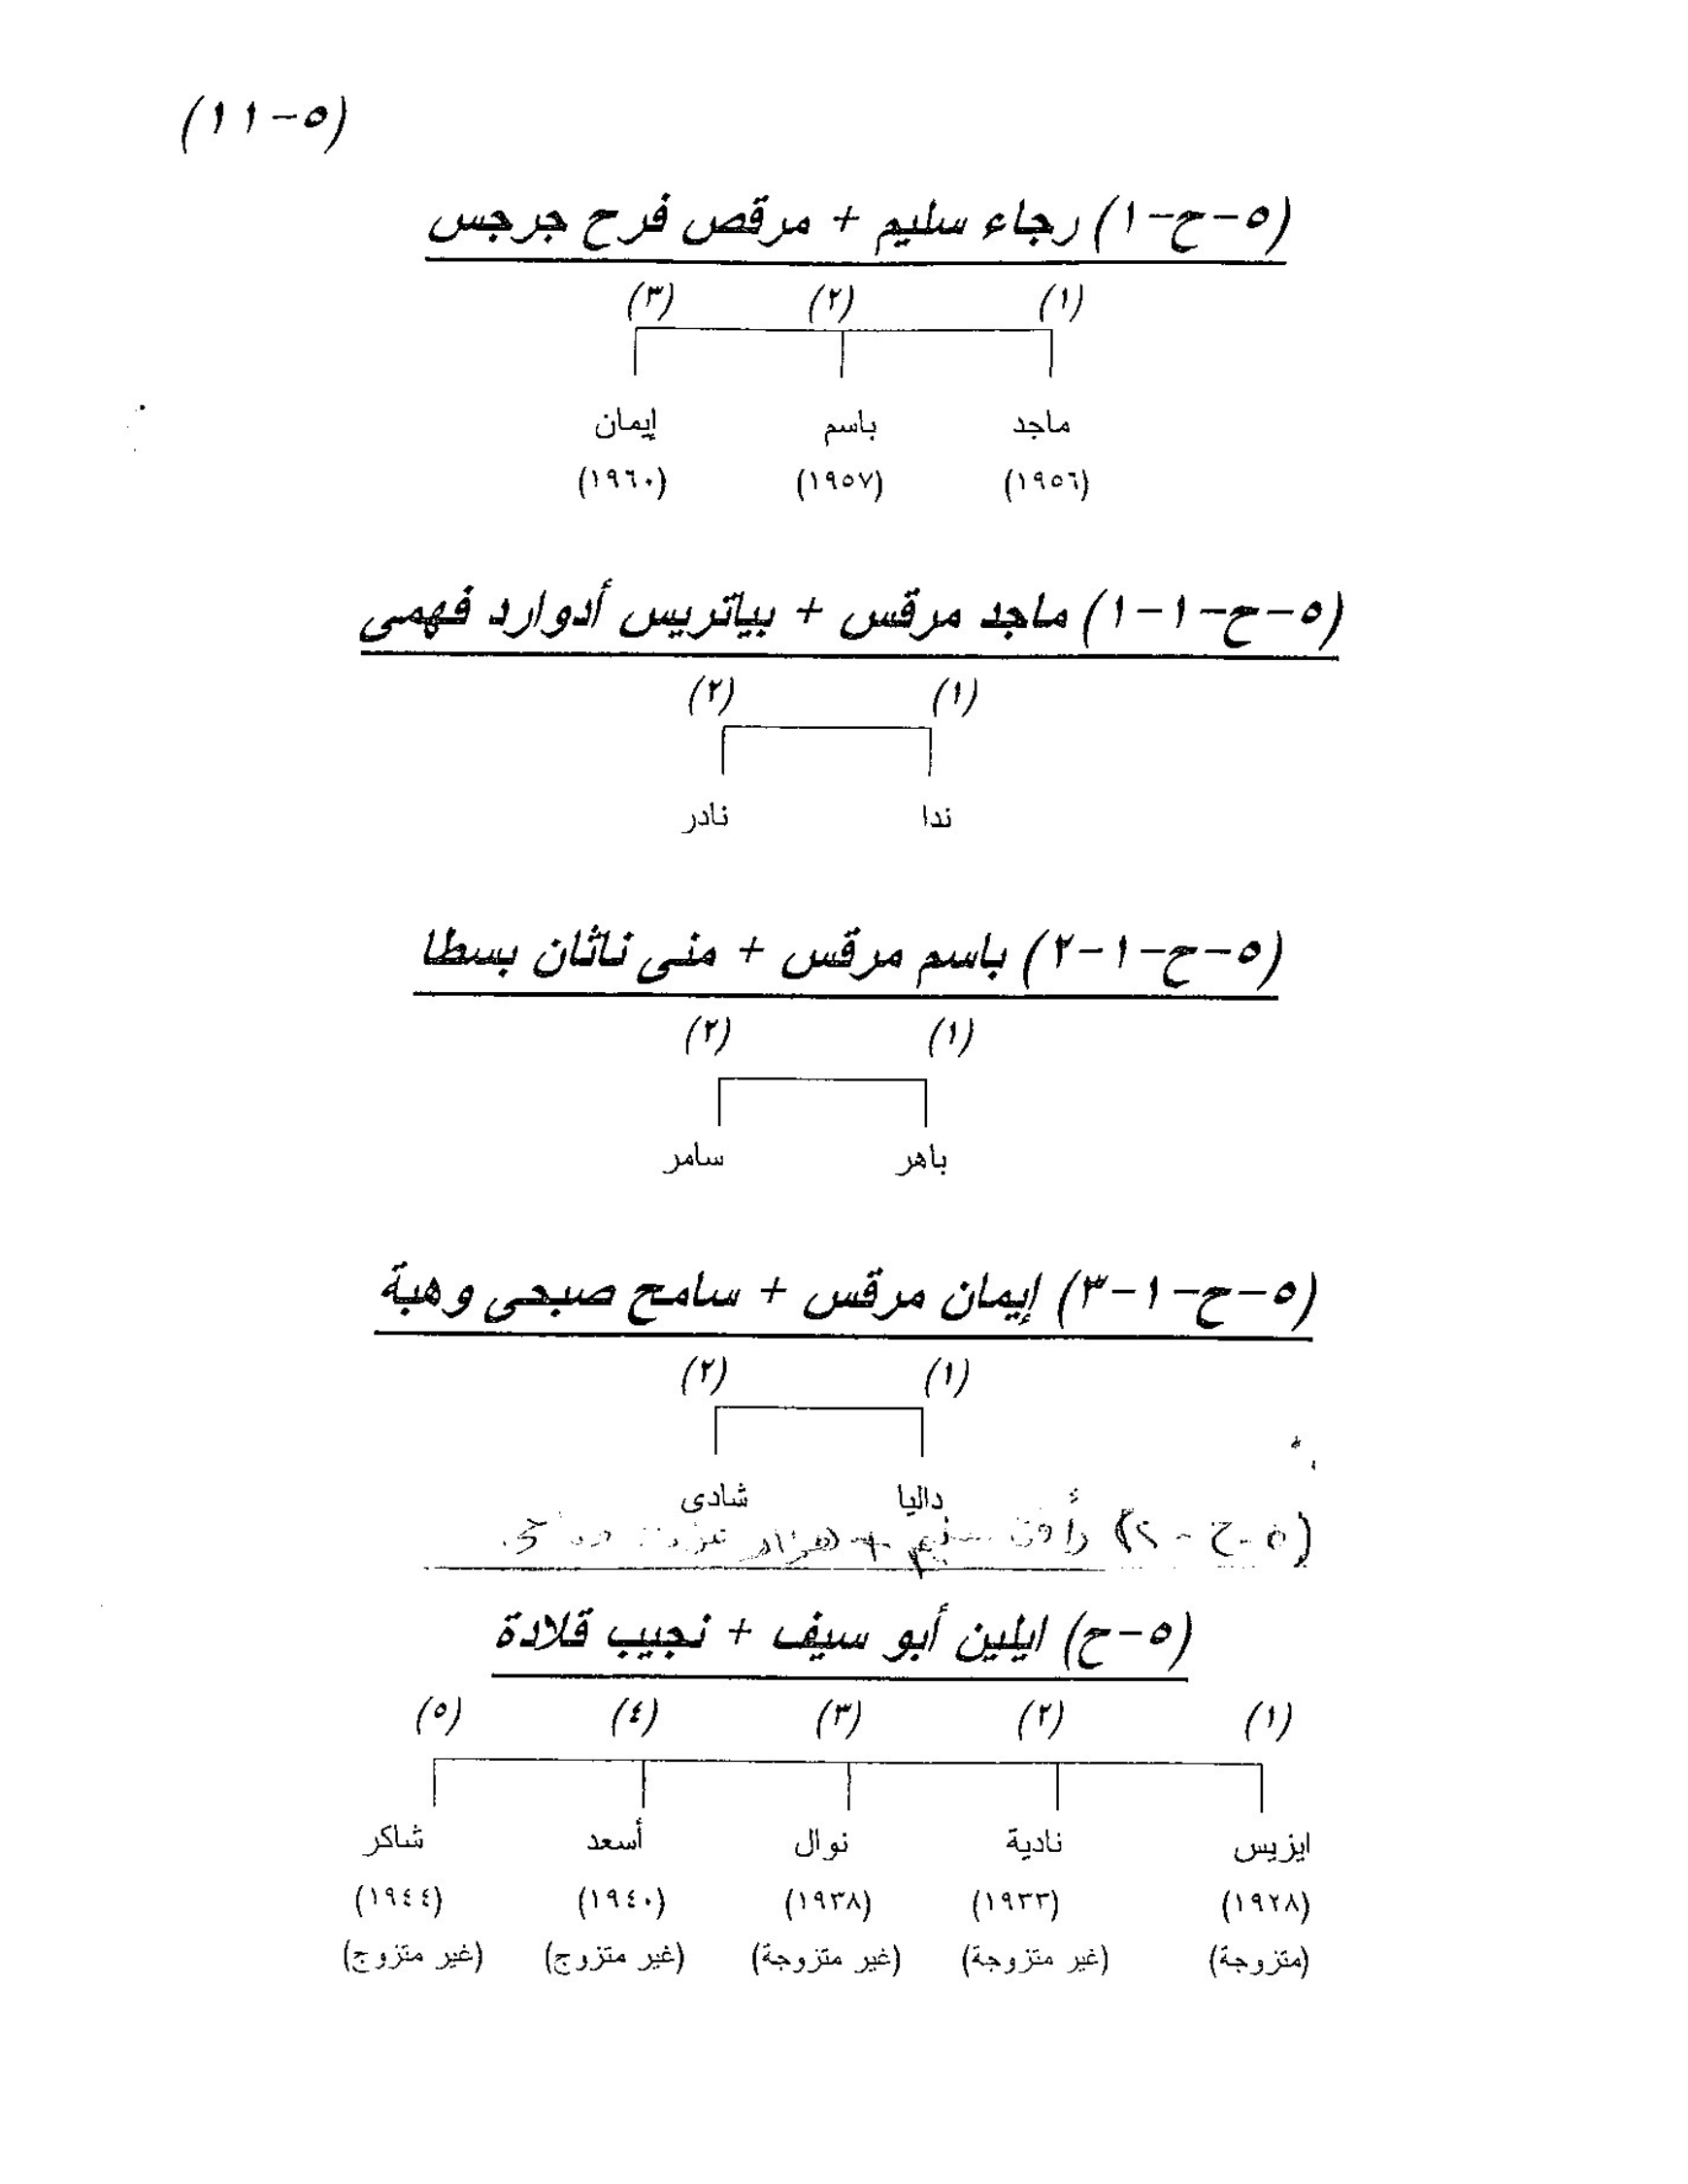 (٥-١١)
(٥-ح-١) رجاء سليم + مرقص فرح جرجس
(١) (٢) (٣)
ماجد باسم إيمان
(١٩٥٦) (١٩٥٧) (١٩٦٠)
(٥-ح-١-١) ماجد مرقس + بياتريس أدوارد فهمى
(١) (٢)
ندا نادر
(٥-ح-١-٢) باسم مرقس + منى ناثان بسطا
(١) (٢)
باهر سامر
(٥-ح-١-٣) إيمان مرقس + سامح صبحى وهبة
(١) (٢)
داليا شادى
(٥-ح-٢) رأفت سليم +
(٥-ح) ايلين أبو سيف + نجيب قلادة
(١) (٢) (٣) (٤) (٥)
ايزيس نادية نوال أسعد شاكر
(١٩٢٨) (١٩٣٣) (١٩٣٨) (١٩٤٠) (١٩٤٤)
(متزوجة) (غير متزوجة) (غير متزوجة) (غير متزوج) (غير متزوج)